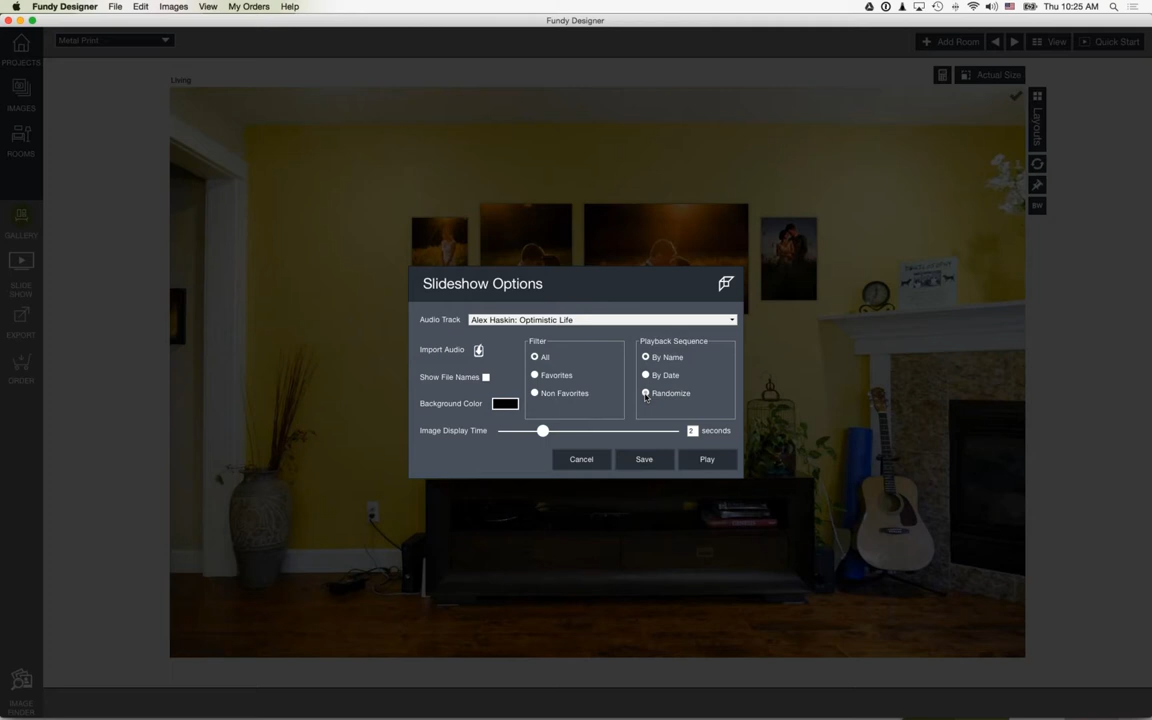 Fundy Designer File Edit Images View My Orders Help Thu 10:25 AM
Fundy Designer
Metal Print Add Room View Quick Start
PROJECTS
IMAGES
ROOMS
GALLERY
SLIDE
SHOW
EXPORT
ORDER
IMAGE
FINDER
Living
Actual Size
Layouts
BW
Slideshow Options
Audio Track Alex Haskin: Optimistic Life
Import Audio
Show File Names
Background Color
Filter
All
Favorites
Non Favorites
Playback Sequence
By Name
By Date
Randomize
Image Display Time 2 seconds
Cancel Save Play